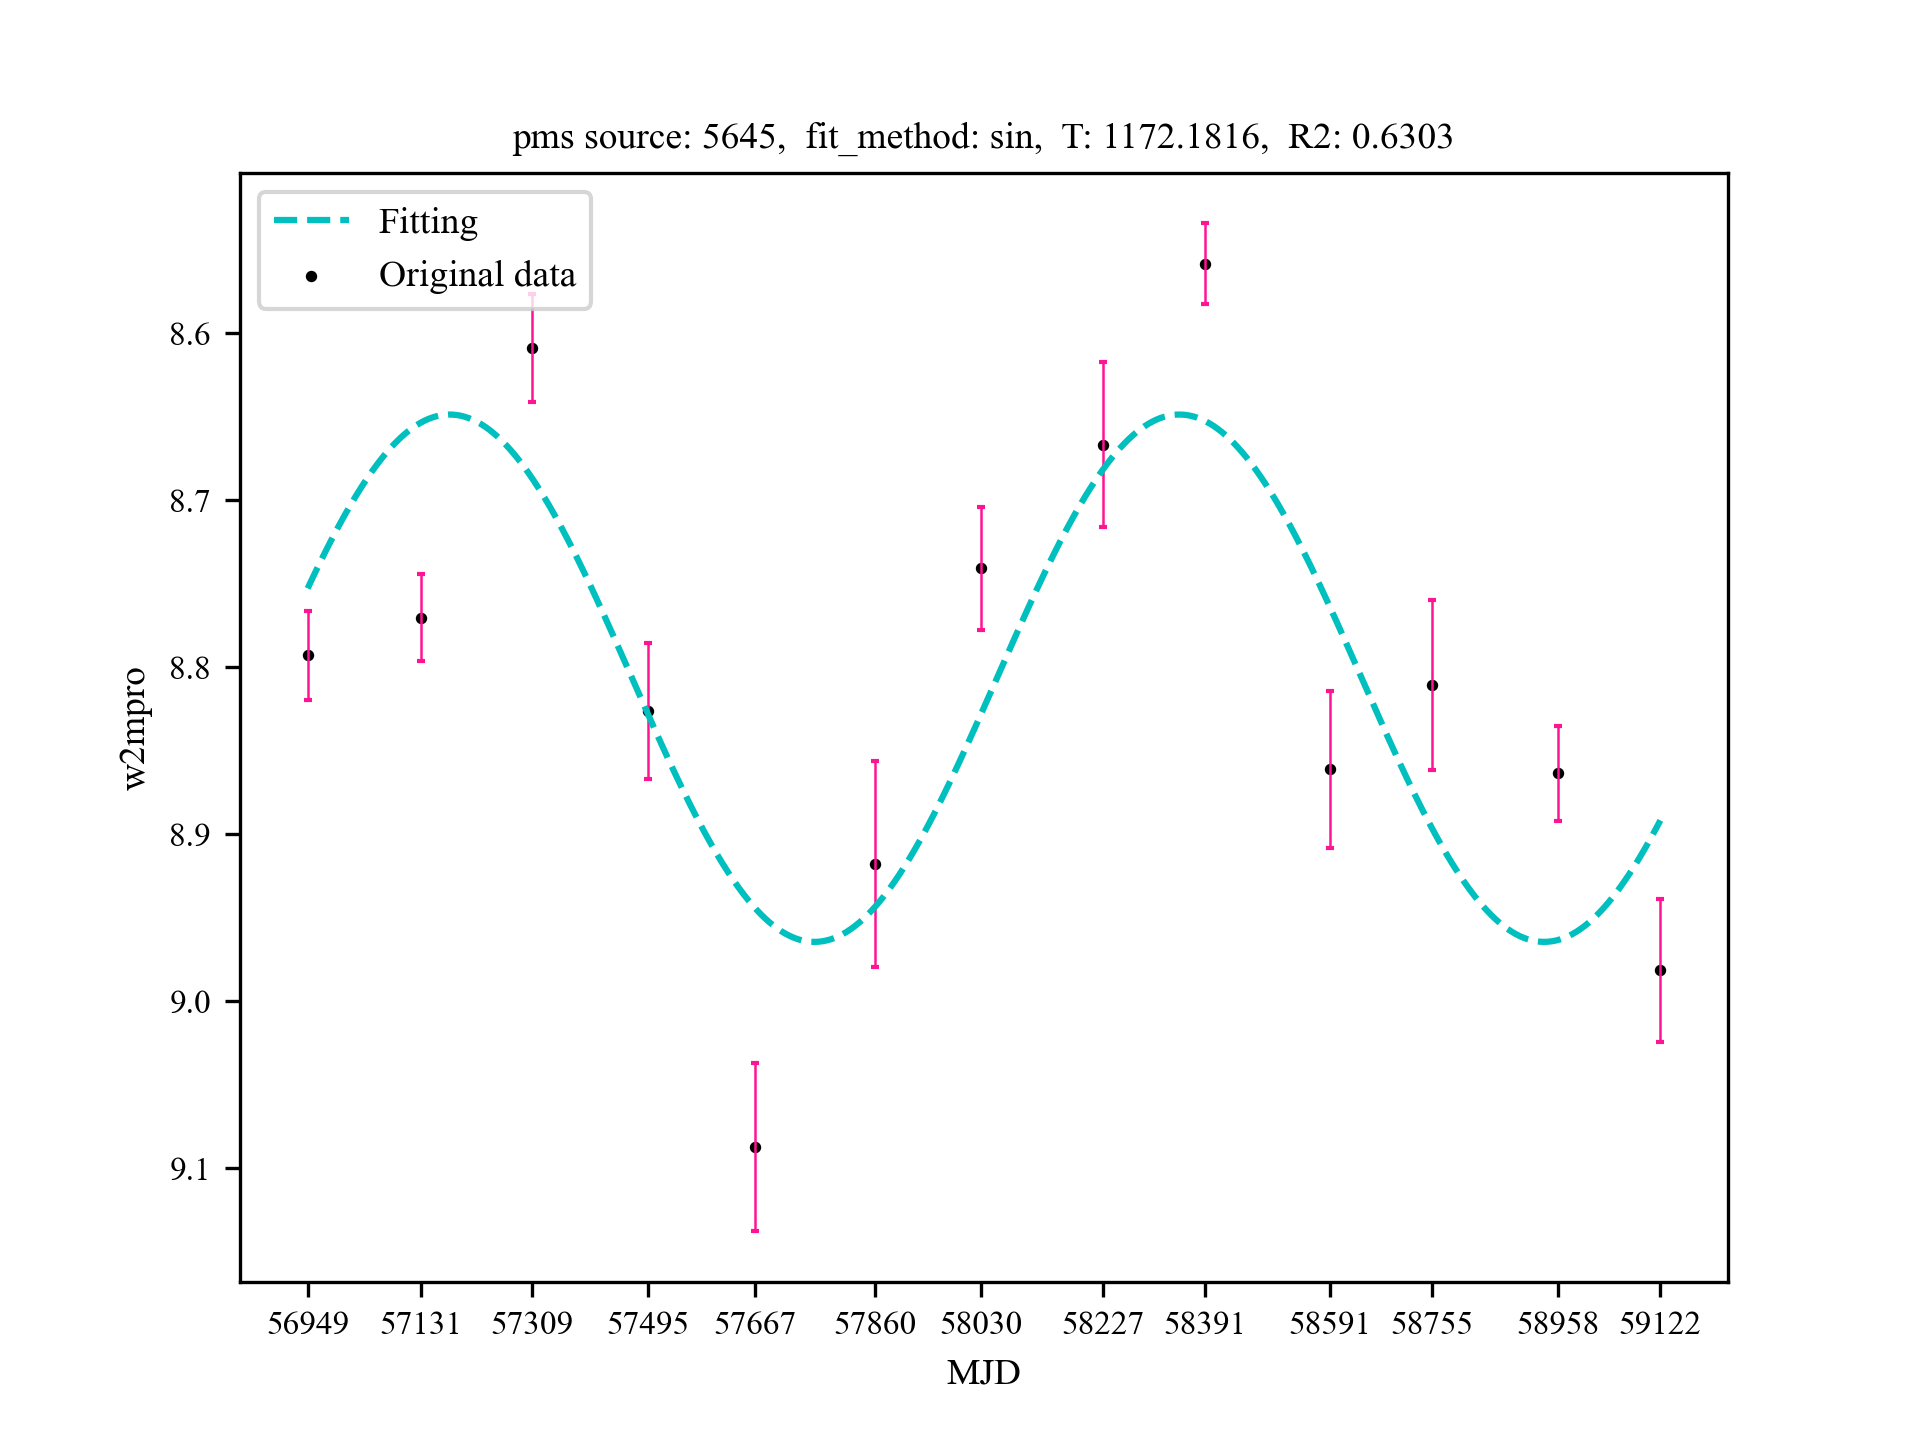 pms source: 5645,  fit_method: sin,  T: 1172.1816,  R2: 0.6303
Fitting
Original data
8.6
8.7
8.8
8.9
9.0
9.1
w2mpro
56949 57131 57309 57495 57667 57860 58030 58227 58391 58591 58755 58958 59122
MJD